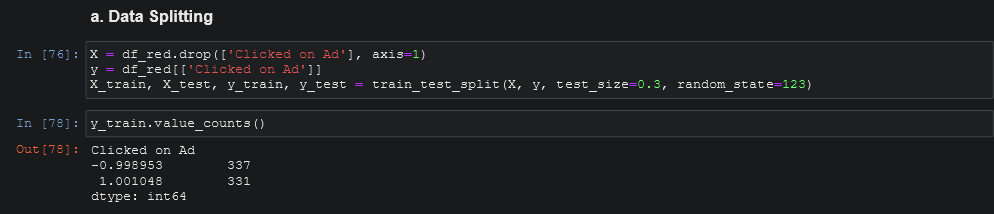 a. Data Splitting
In [76]: X = df_red.drop(['Clicked on Ad'], axis=1)
y = df_red[['Clicked on Ad']]
X_train, X_test, y_train, y_test = train_test_split(X, y, test_size=0.3, random_state=123)
In [78]: y_train.value_counts()
Out[78]: Clicked on Ad
-0.998953 337
1.001048 331
dtype: int64